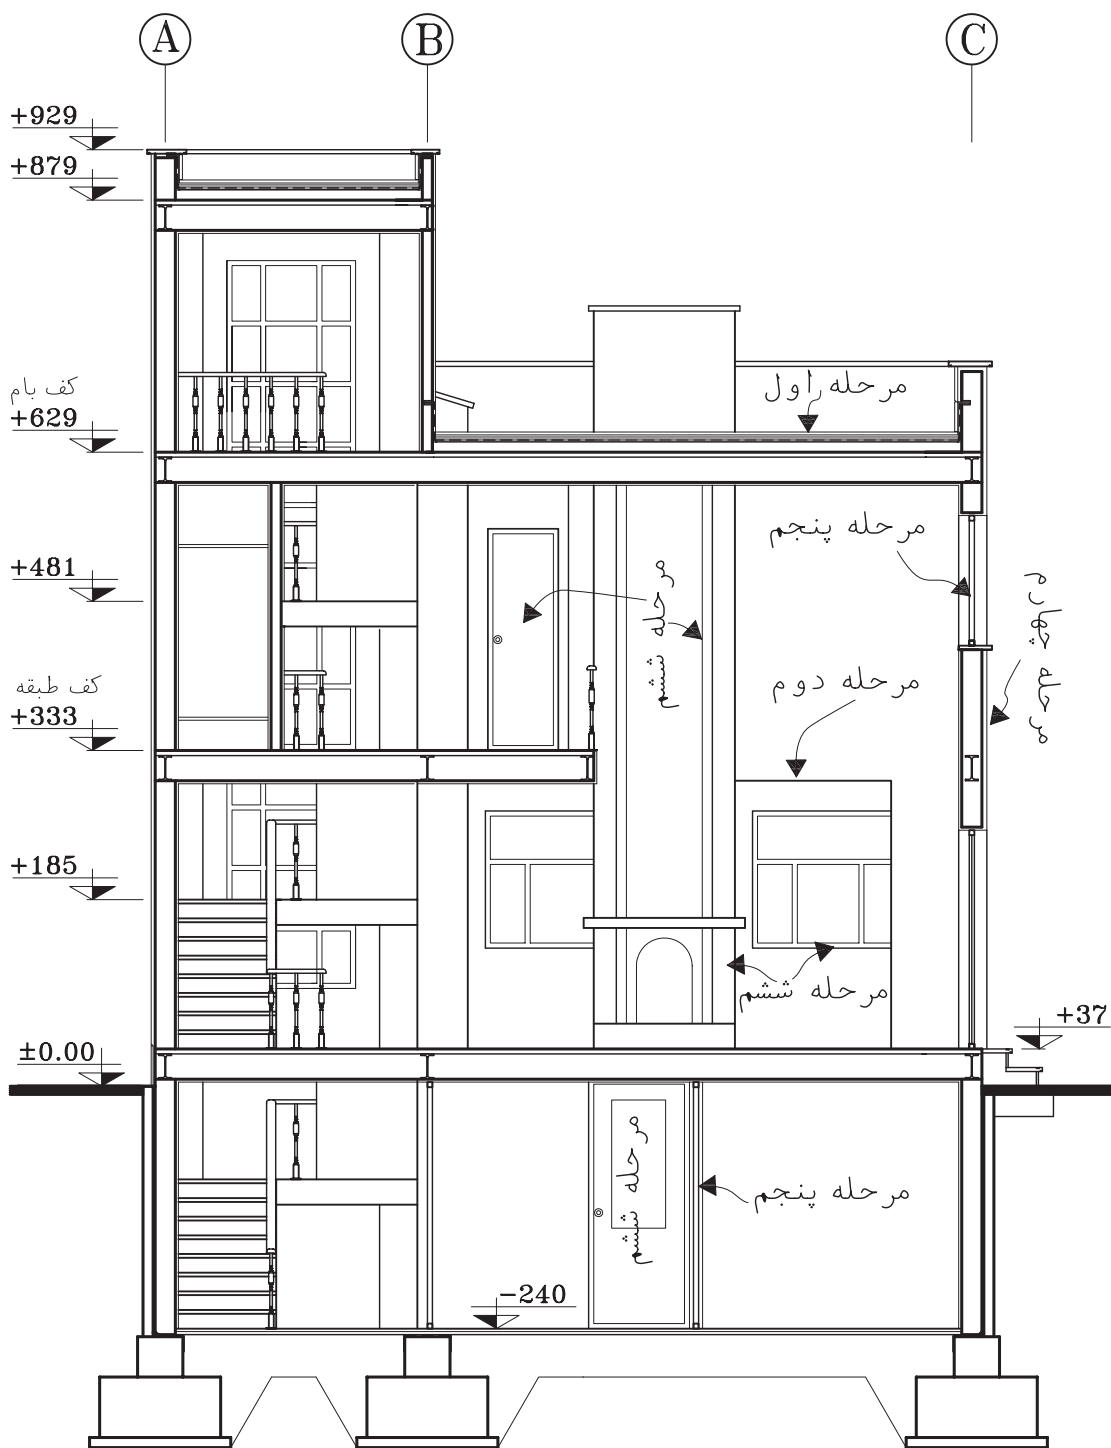 A B C
+929
+879
کف بام
+629
مرحله اول
+481
مرحله پنجم
مرحله ششم
مرحله چهارم
کف طبقه
+333
مرحله دوم
+185
مرحله ششم
+37
±0.00
مرحله ششم
مرحله پنجم
-240